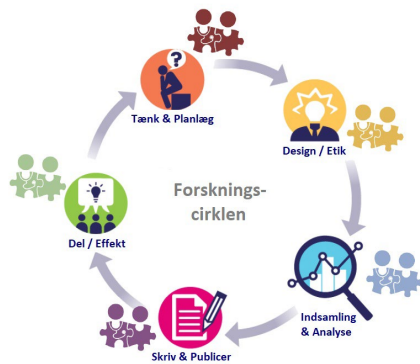 ?
Tænk & Planlæg
Design / Etik
Forsknings-
cirklen
Del / Effekt
Indsamling
& Analyse
Skriv & Publicer